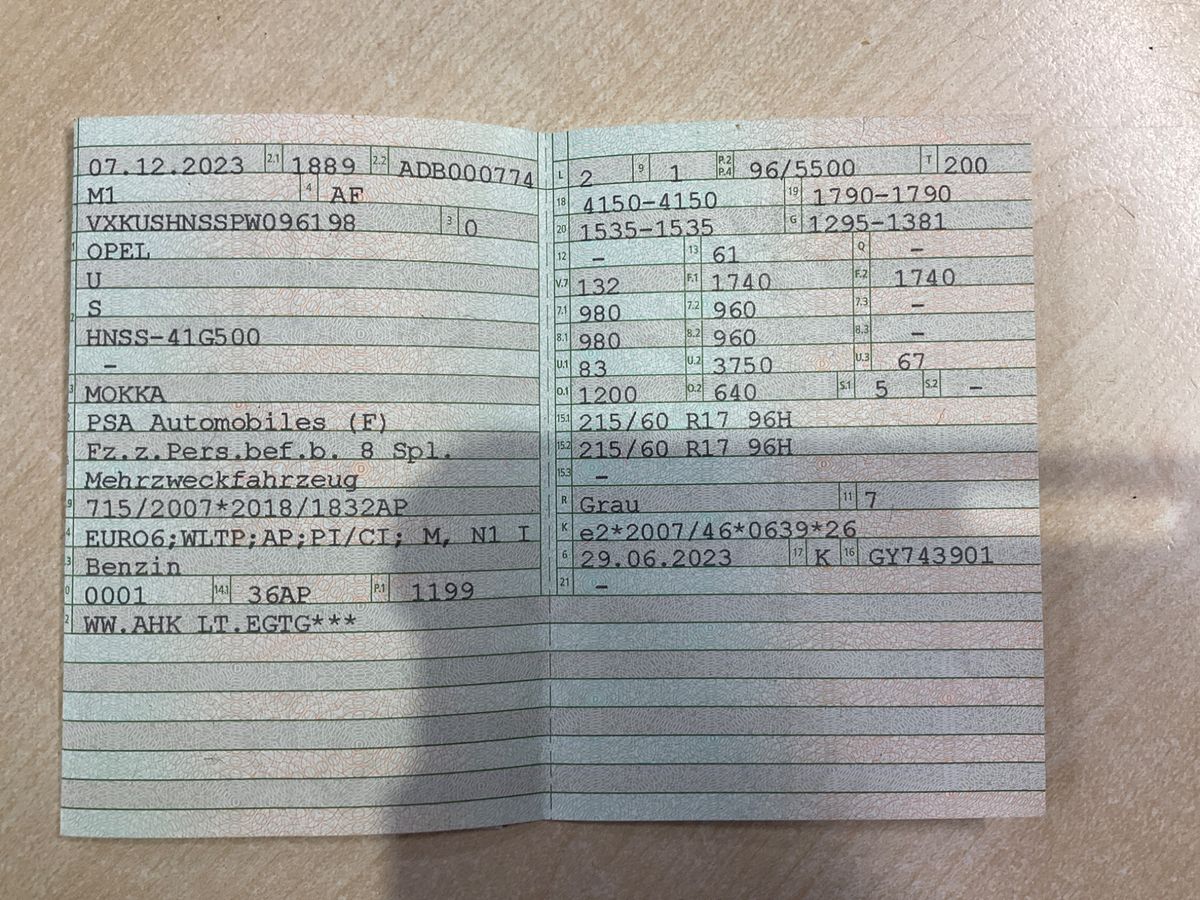 07.12.2023 2.1 1889 2.2 ADB000774
M1 4 AF
VXKUSHNSSPW096198 3 0
OPEL
U
S
HNSS-41G500
–
MOKKA
PSA Automobiles (F)
Fz.z.Pers.bef.b. 8 Spl.
Mehrzweckfahrzeug
715/2007*2018/1832AP
EURO6;WLTP;AP;PI/CI; M, N1 I
Benzin
0001 14.1 36AP P.1 1199
WW.AHK LT.EGTG***
L 2 9 1 P.2 P.4 96/5500 T 200
18 4150-4150 19 1790-1790
20 1535-1535 G 1295-1381
12 – 13 61 Q –
V.7 132 F.1 1740 F.2 1740
7.1 980 7.2 960 7.3 –
8.1 980 8.2 960 8.3 –
U.1 83 U.2 3750 U.3 67
O.1 1200 O.2 640 S.1 5 S.2 –
15.1 215/60 R17 96H
15.2 215/60 R17 96H
15.3 –
R Grau 11 7
K e2*2007/46*0639*26
6 29.06.2023 17 K 16 GY743901
21 –